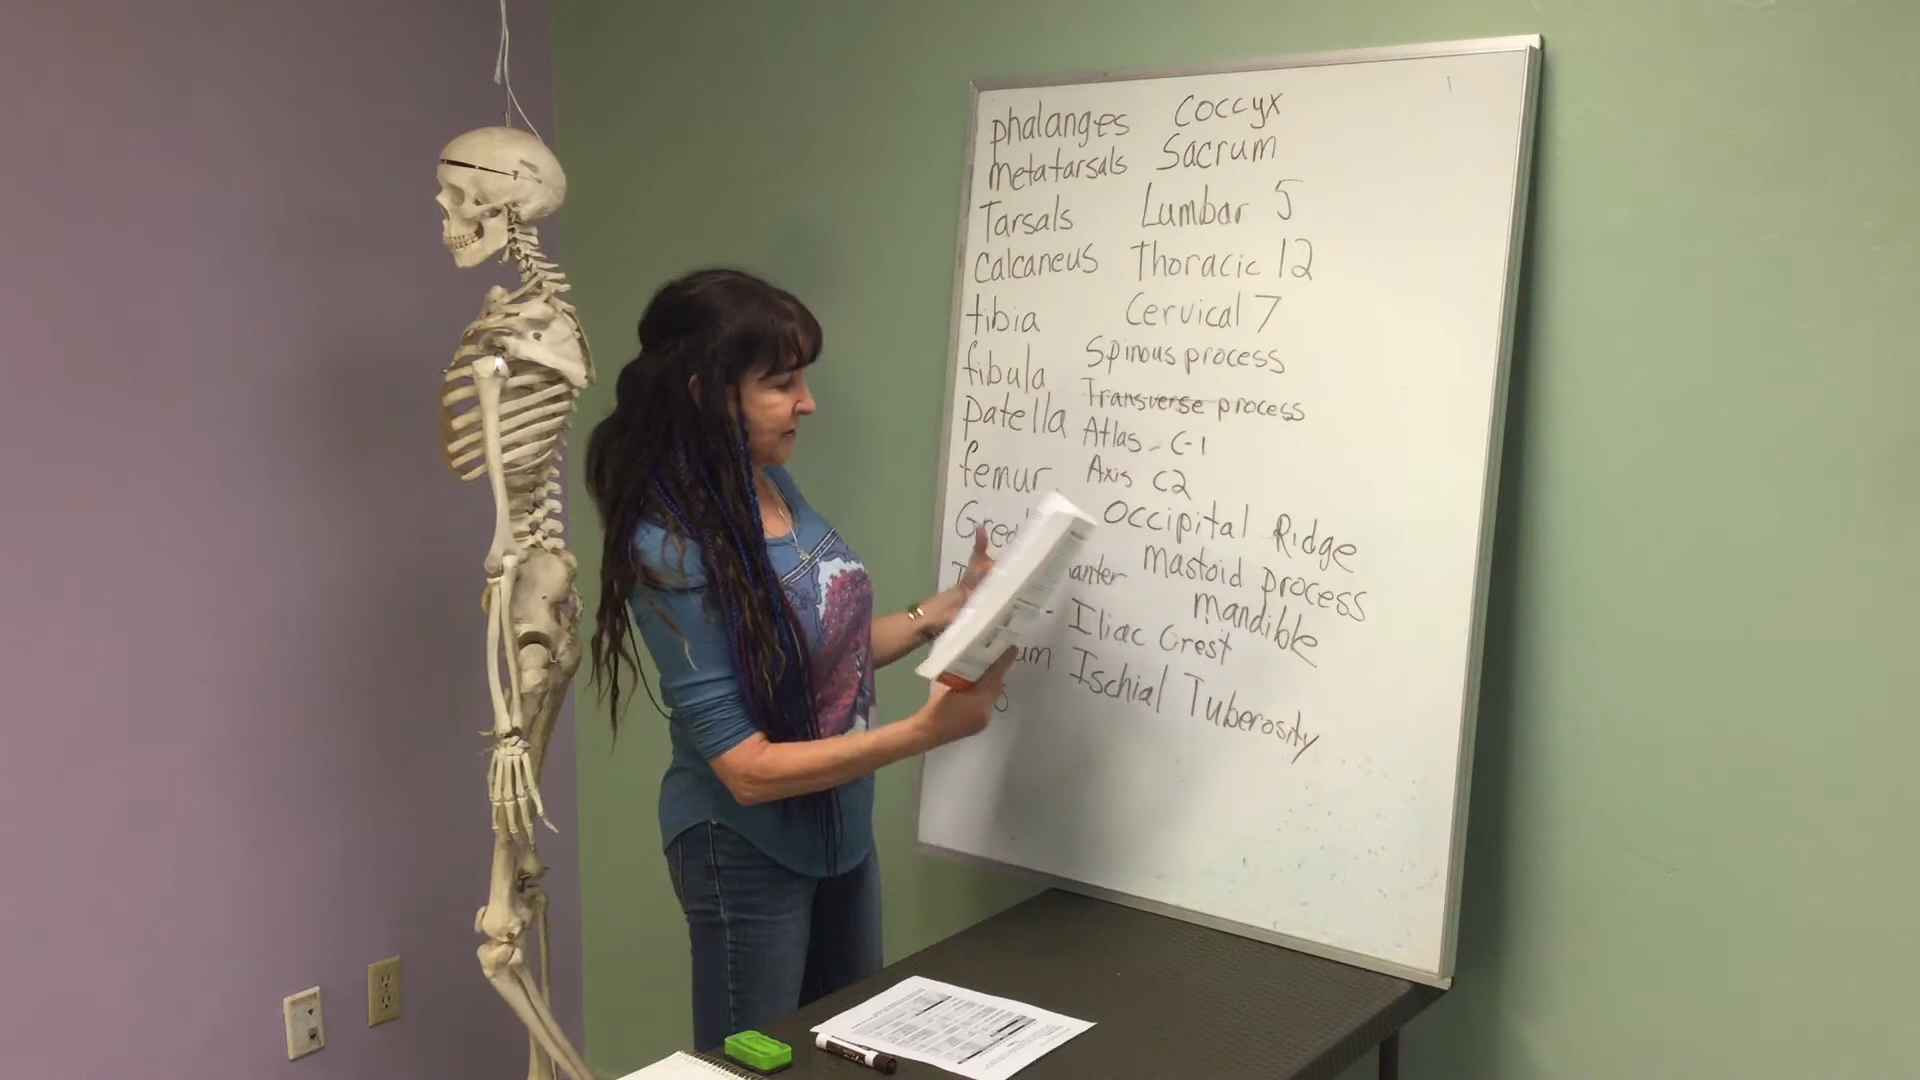 phalanges
metatarsals
Tarsals
Calcaneus
tibia
fibula
patella
femur
Coccyx
Sacrum
Lumbar 5
Thoracic 12
Cervical 7
Spinous process
Transverse process
Atlas - C-1
Axis C2
Occipital Ridge
Mastoid process
Mandible
- Iliac Crest
Ischial Tuberosity